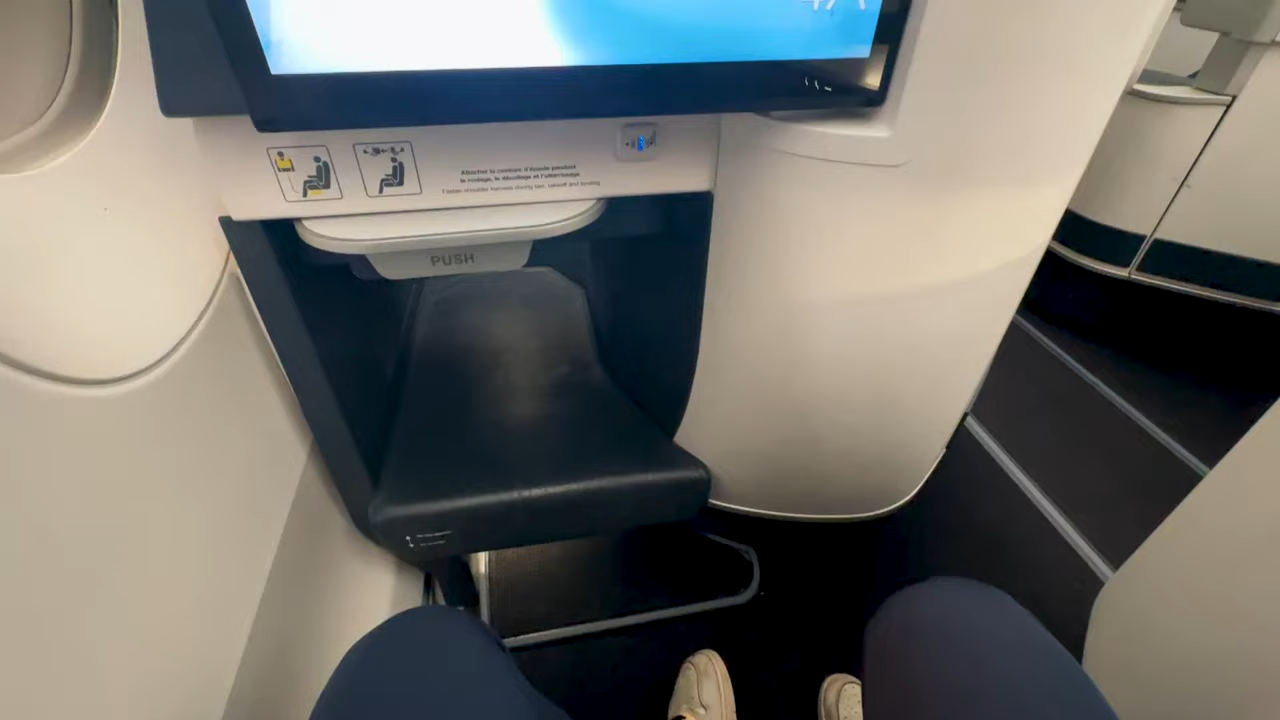 4A
Attacher la ceinture d'épaule pendant
le roulage, le décollage et l'atterrissage
Fasten shoulder harness during taxi, takeoff and landing
PUSH